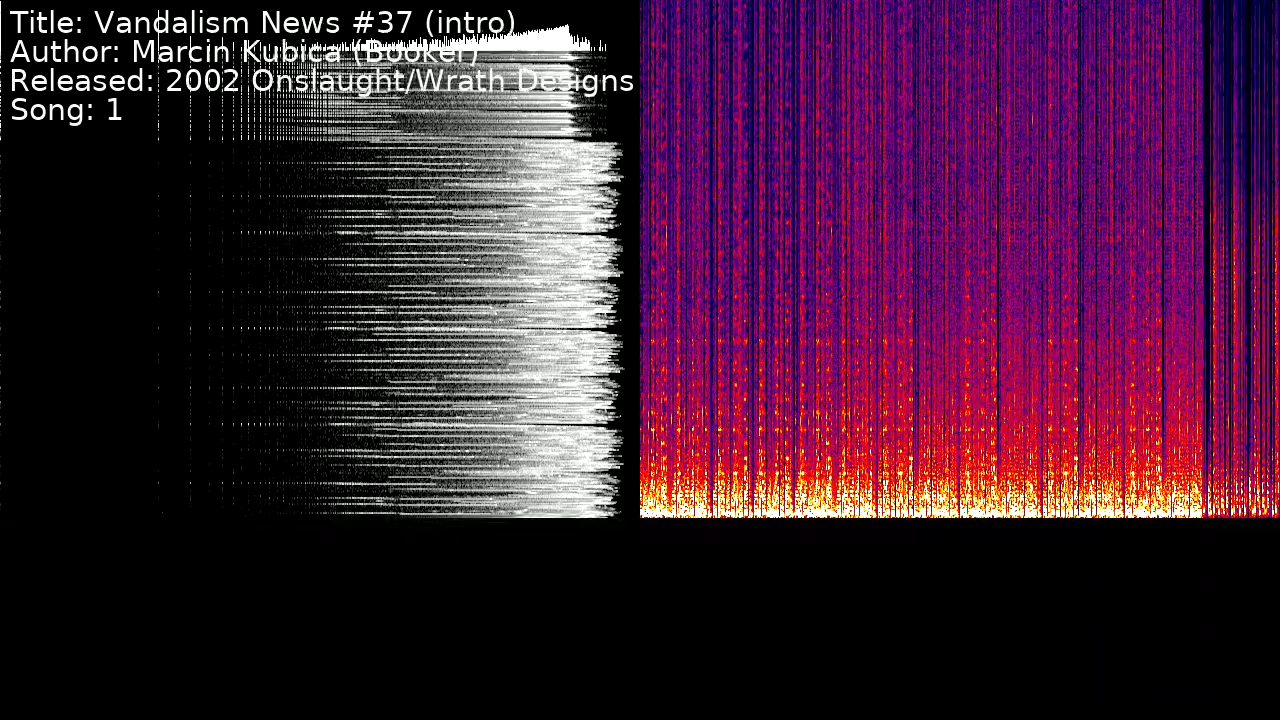 Title: Vandalism News #37 (intro)
Author: Marcin Kubica (Booker)
Released: 2002 Onslaught/Wrath Designs
Song: 1